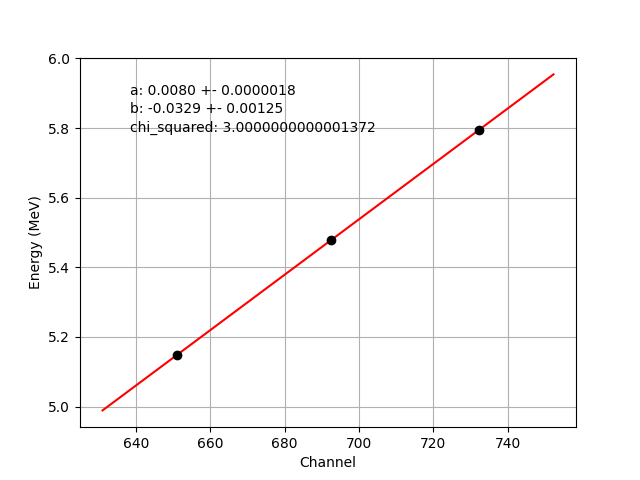 6.0
a: 0.0080 +- 0.0000018
b: -0.0329 +- 0.00125
chi_squared: 3.0000000000001372
5.8
5.6
5.4
5.2
5.0
Energy (MeV)
640 660 680 700 720 740
Channel